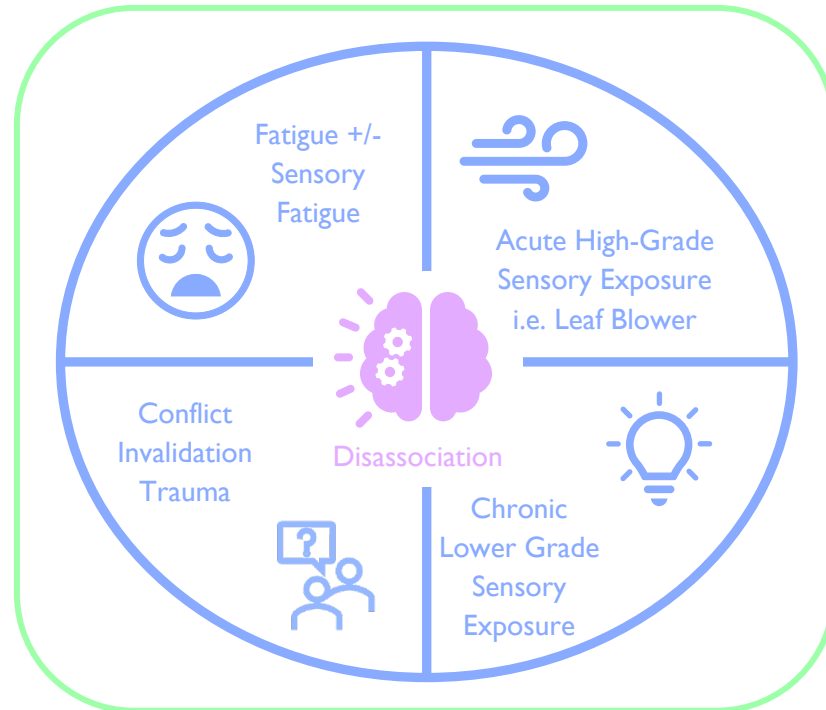 Fatigue +/-
Sensory
Fatigue
Acute High-Grade
Sensory Exposure
i.e. Leaf Blower
Conflict
Invalidation
Trauma
Disassociation
?
Chronic
Lower Grade
Sensory
Exposure